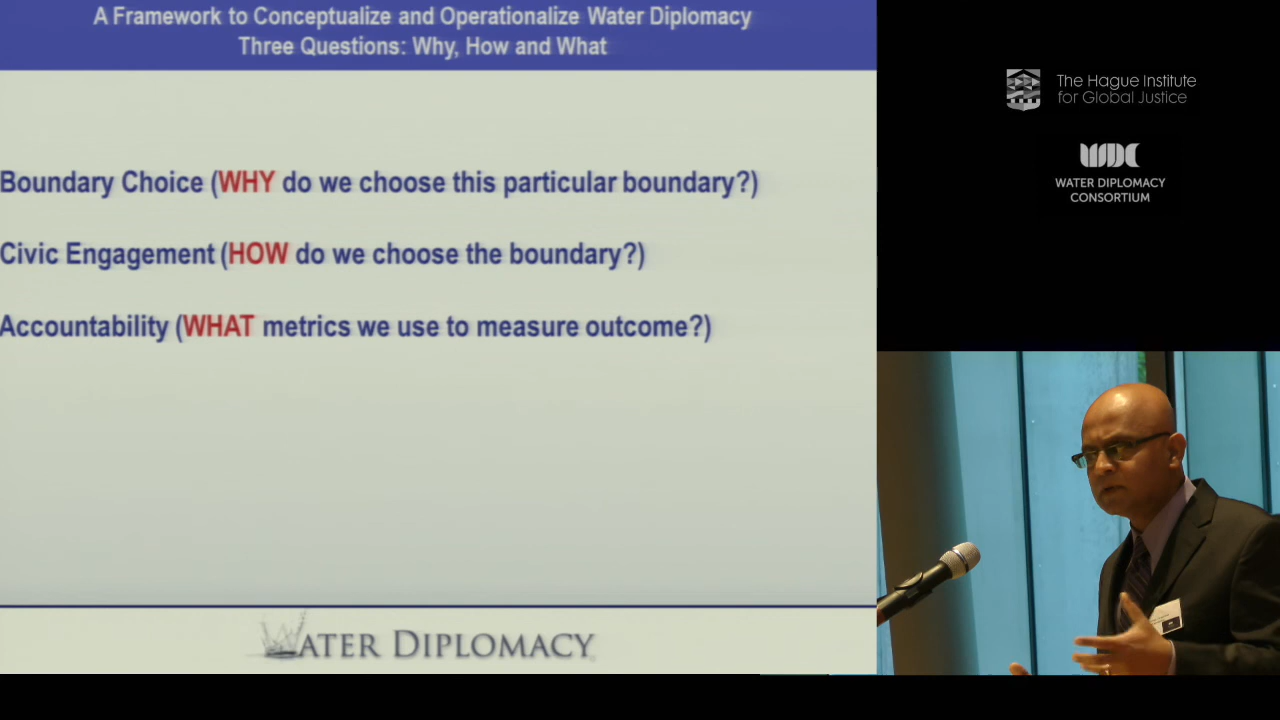 A Framework to Conceptualize and Operationalize Water Diplomacy
Three Questions: Why, How and What
Boundary Choice (WHY do we choose this particular boundary?)
Civic Engagement (HOW do we choose the boundary?)
Accountability (WHAT metrics we use to measure outcome?)
WATER DIPLOMACY
The Hague Institute
for Global Justice
WDC
WATER DIPLOMACY
CONSORTIUM